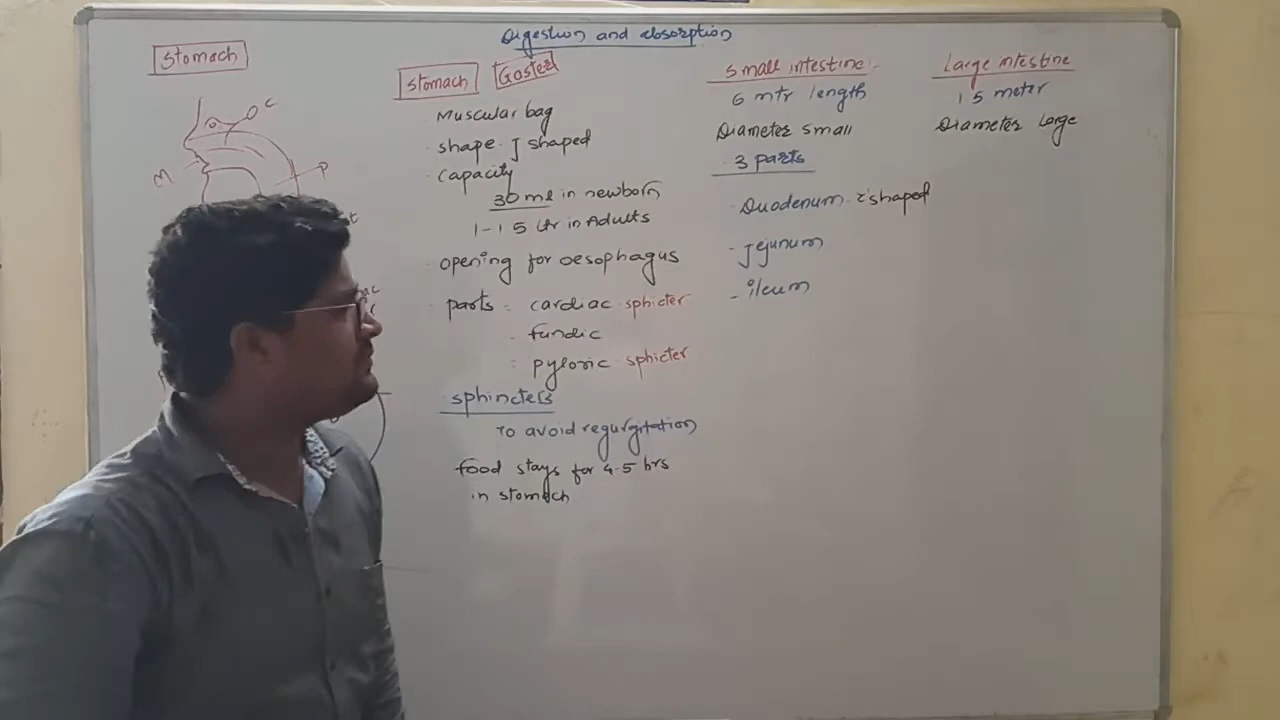 Digestion and absorption
Stomach
C
M
P
Stomach Gaster
Muscular bag
shape J shaped
capacity
30 ml in newborn
1-1 5 ltr in Adults
opening for oesophagus
parts - cardiac sphicter
- fundic
- pyloric sphicter
sphincters
To avoid regurgitation
food stays for 4-5 hrs
in stomach
Small intestine
6 mtr length
Diameter small
3 parts
Duodenum 'c' shaped
- Jejunum
- ileum
Large intestine
1 5 meter
Diameter large